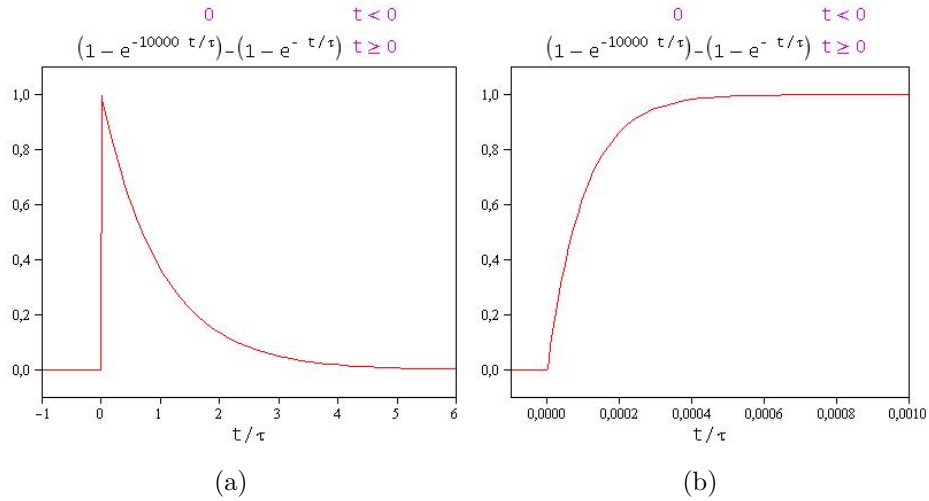 0 t < 0
(1 – e^-10000 t/τ) – (1 – e^- t/τ) t ≥ 0
1,0
0,8
0,6
0,4
0,2
0,0
-1 0 1 2 3 4 5 6
t/τ
(a)
0 t < 0
(1 – e^-10000 t/τ) – (1 – e^- t/τ) t ≥ 0
1,0
0,8
0,6
0,4
0,2
0,0
0,0000 0,0002 0,0004 0,0006 0,0008 0,0010
t/τ
(b)